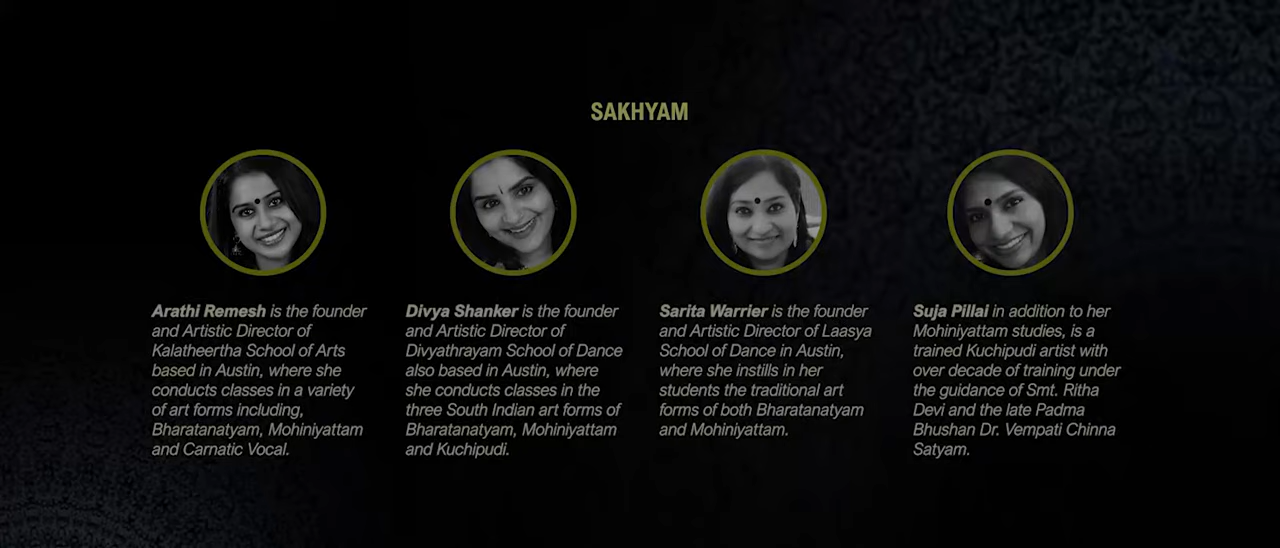 SAKHYAM
Arathi Remesh is the founder
and Artistic Director of
Kalatheertha School of Arts
based in Austin, where she
conducts classes in a variety
of art forms including,
Bharatanatyam, Mohiniyattam
and Carnatic Vocal.
Divya Shanker is the founder
and Artistic Director of
Divyathrayam School of Dance
also based in Austin, where
she conducts classes in the
three South Indian art forms of
Bharatanatyam, Mohiniyattam
and Kuchipudi.
Sarita Warrier is the founder
and Artistic Director of Laasya
School of Dance in Austin,
where she instills in her
students the traditional art
forms of both Bharatanatyam
and Mohiniyattam.
Suja Pillai in addition to her
Mohiniyattam studies, is a
trained Kuchipudi artist with
over decade of training under
the guidance of Smt. Ritha
Devi and the late Padma
Bhushan Dr. Vempati Chinna
Satyam.